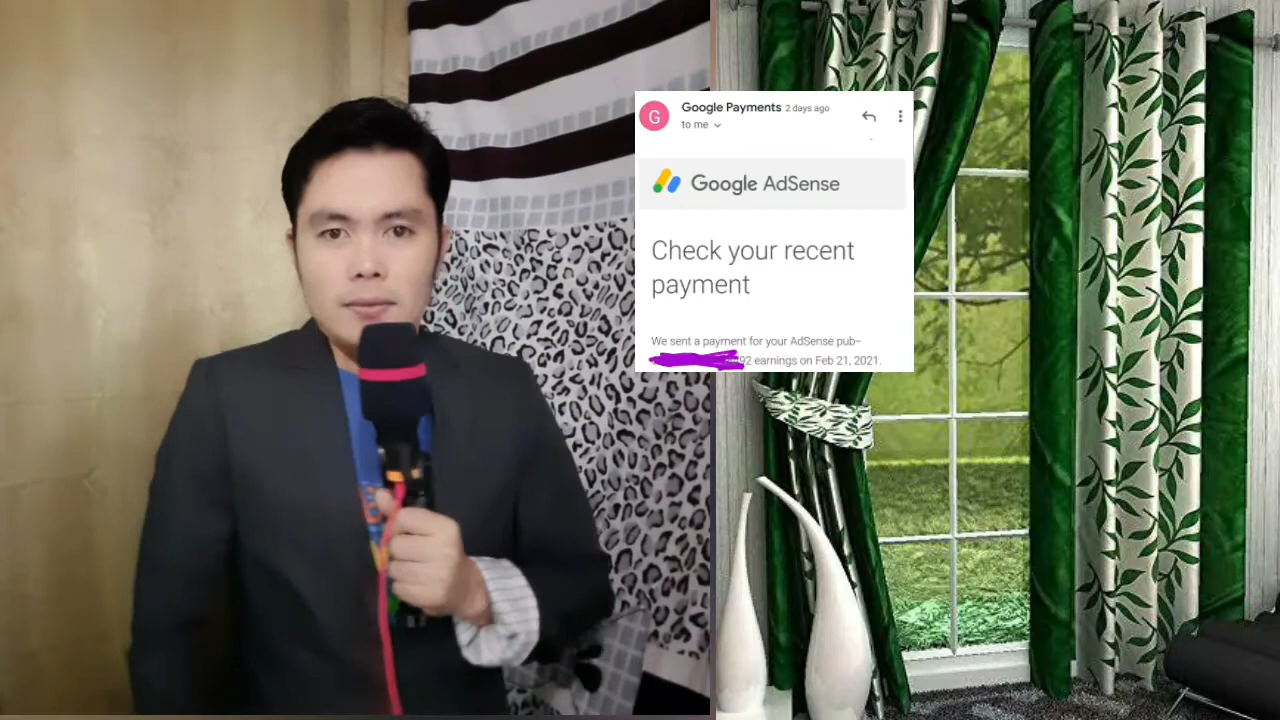 G
Google Payments 2 days ago
to me
Google AdSense
Check your recent
payment
We sent a payment for your AdSense pub-
92 earnings on Feb 21, 2021.